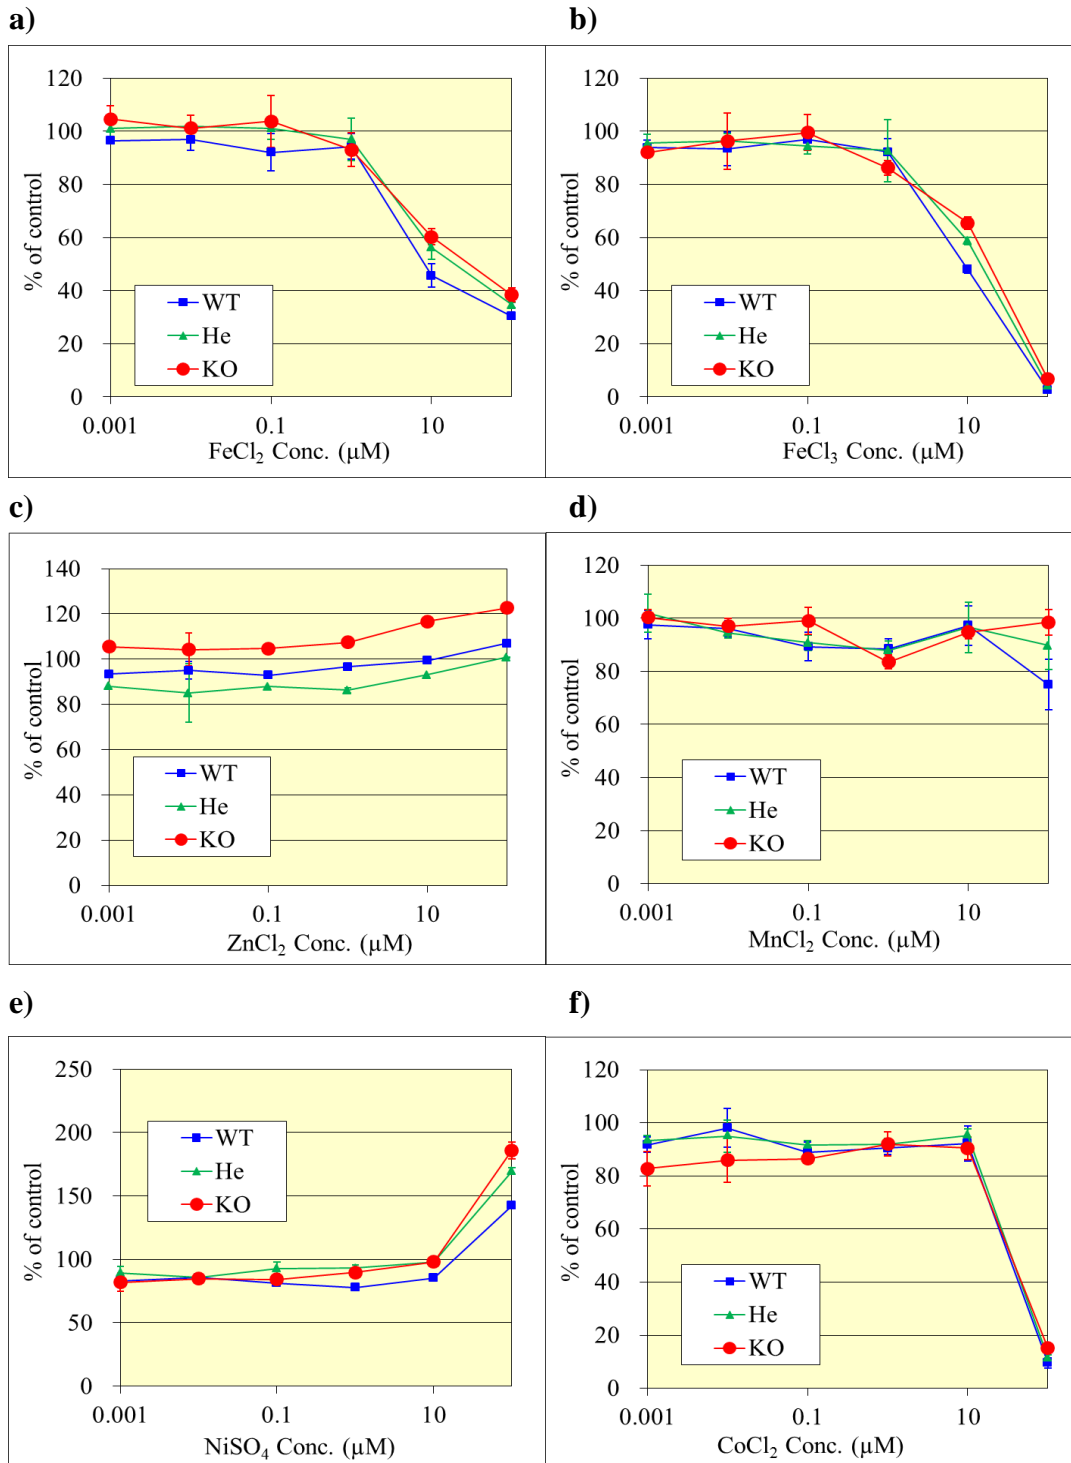 a)
120
100
80
60
40
20
0
% of control
WT
He
KO
0.001 0.1 10
FeCl₂ Conc. (µM)
b)
120
100
80
60
40
20
0
% of control
WT
He
KO
0.001 0.1 10
FeCl₃ Conc. (µM)
c)
140
120
100
80
60
40
20
0
% of control
WT
He
KO
0.001 0.1 10
ZnCl₂ Conc. (µM)
d)
120
100
80
60
40
20
0
% of control
WT
He
KO
0.001 0.1 10
MnCl₂ Conc. (µM)
e)
250
200
150
100
50
0
% of control
WT
He
KO
0.001 0.1 10
NiSO₄ Conc. (µM)
f)
120
100
80
60
40
20
0
% of control
WT
He
KO
0.001 0.1 10
CoCl₂ Conc. (µM)